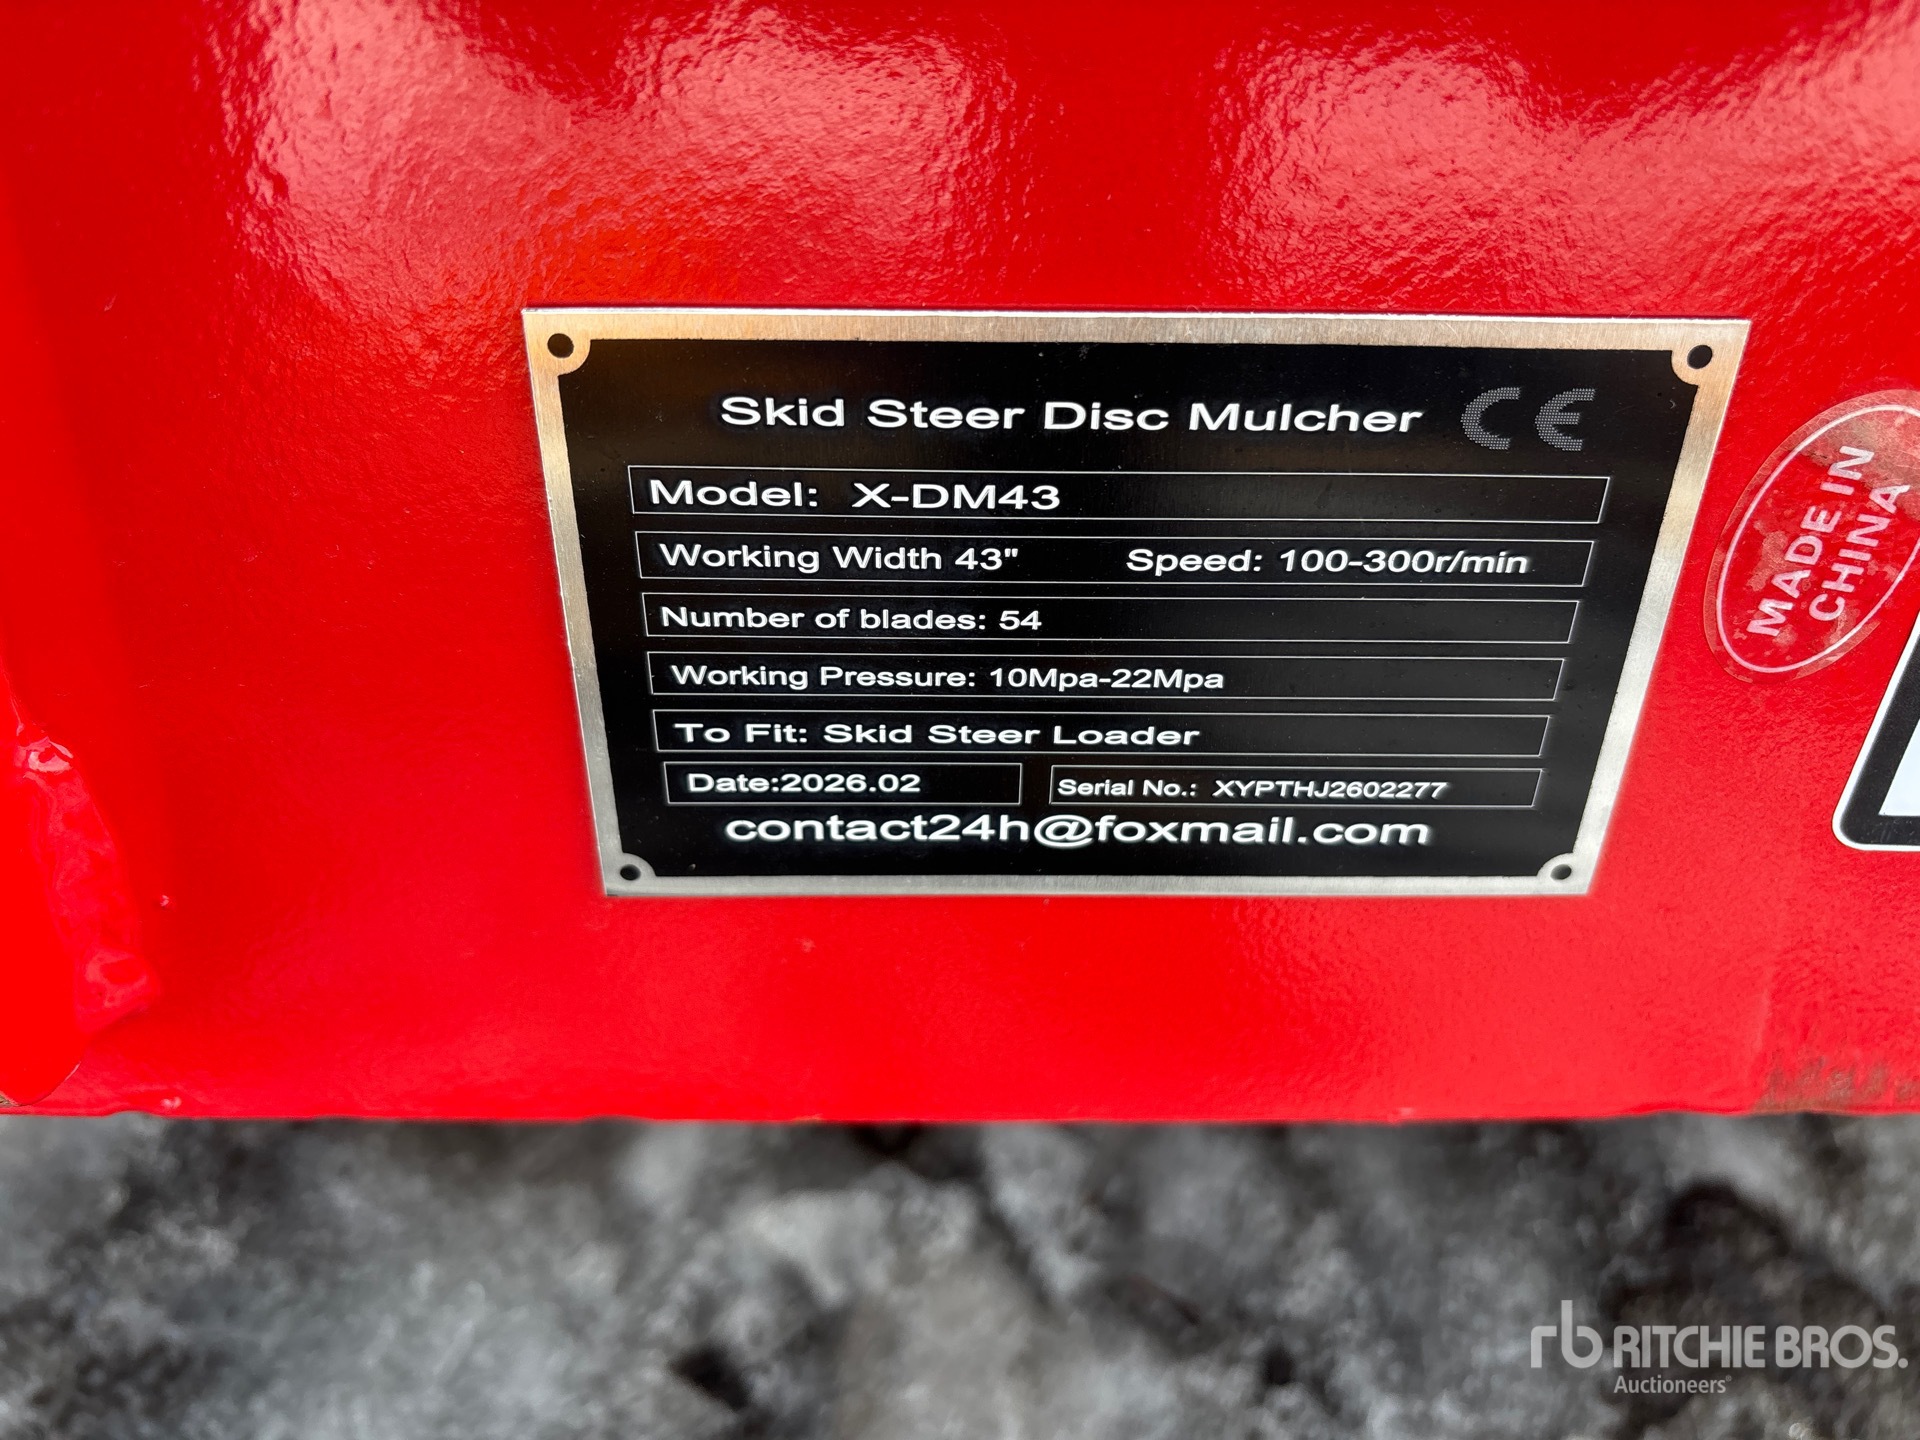 Skid Steer Disc Mulcher CE
Model: X-DM43
Working Width 43" Speed: 100-300r/min
Number of blades: 54
Working Pressure: 10Mpa-22Mpa
To Fit: Skid Steer Loader
Date:2026.02 Serial No.: XYPTHJ2602277
contact24h@foxmail.com
MADE IN
CHINA
rb RITCHIE BROS.
Auctioneers